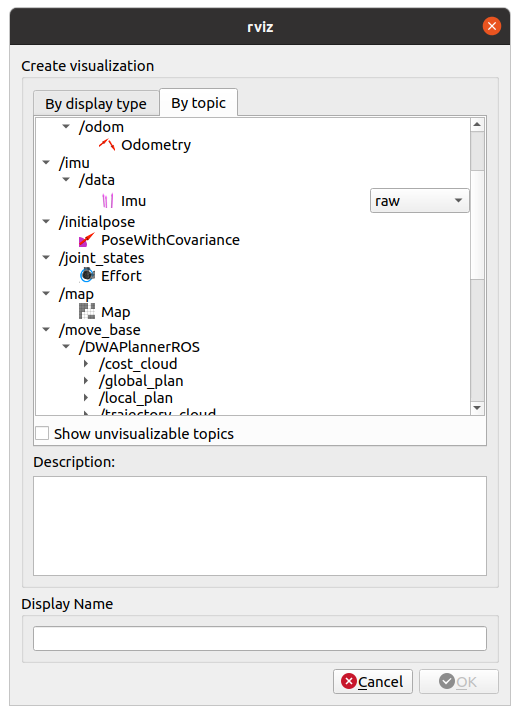 rviz
Create visualization
By display type
By topic
/odom
Odometry
/imu
/data
Imu
raw
/initialpose
PoseWithCovariance
/joint_states
Effort
/map
Map
/move_base
/DWAPlannerROS
/cost_cloud
/global_plan
/local_plan
/trajectory_cloud
Show unvisualizable topics
Description:
Display Name
Cancel
OK